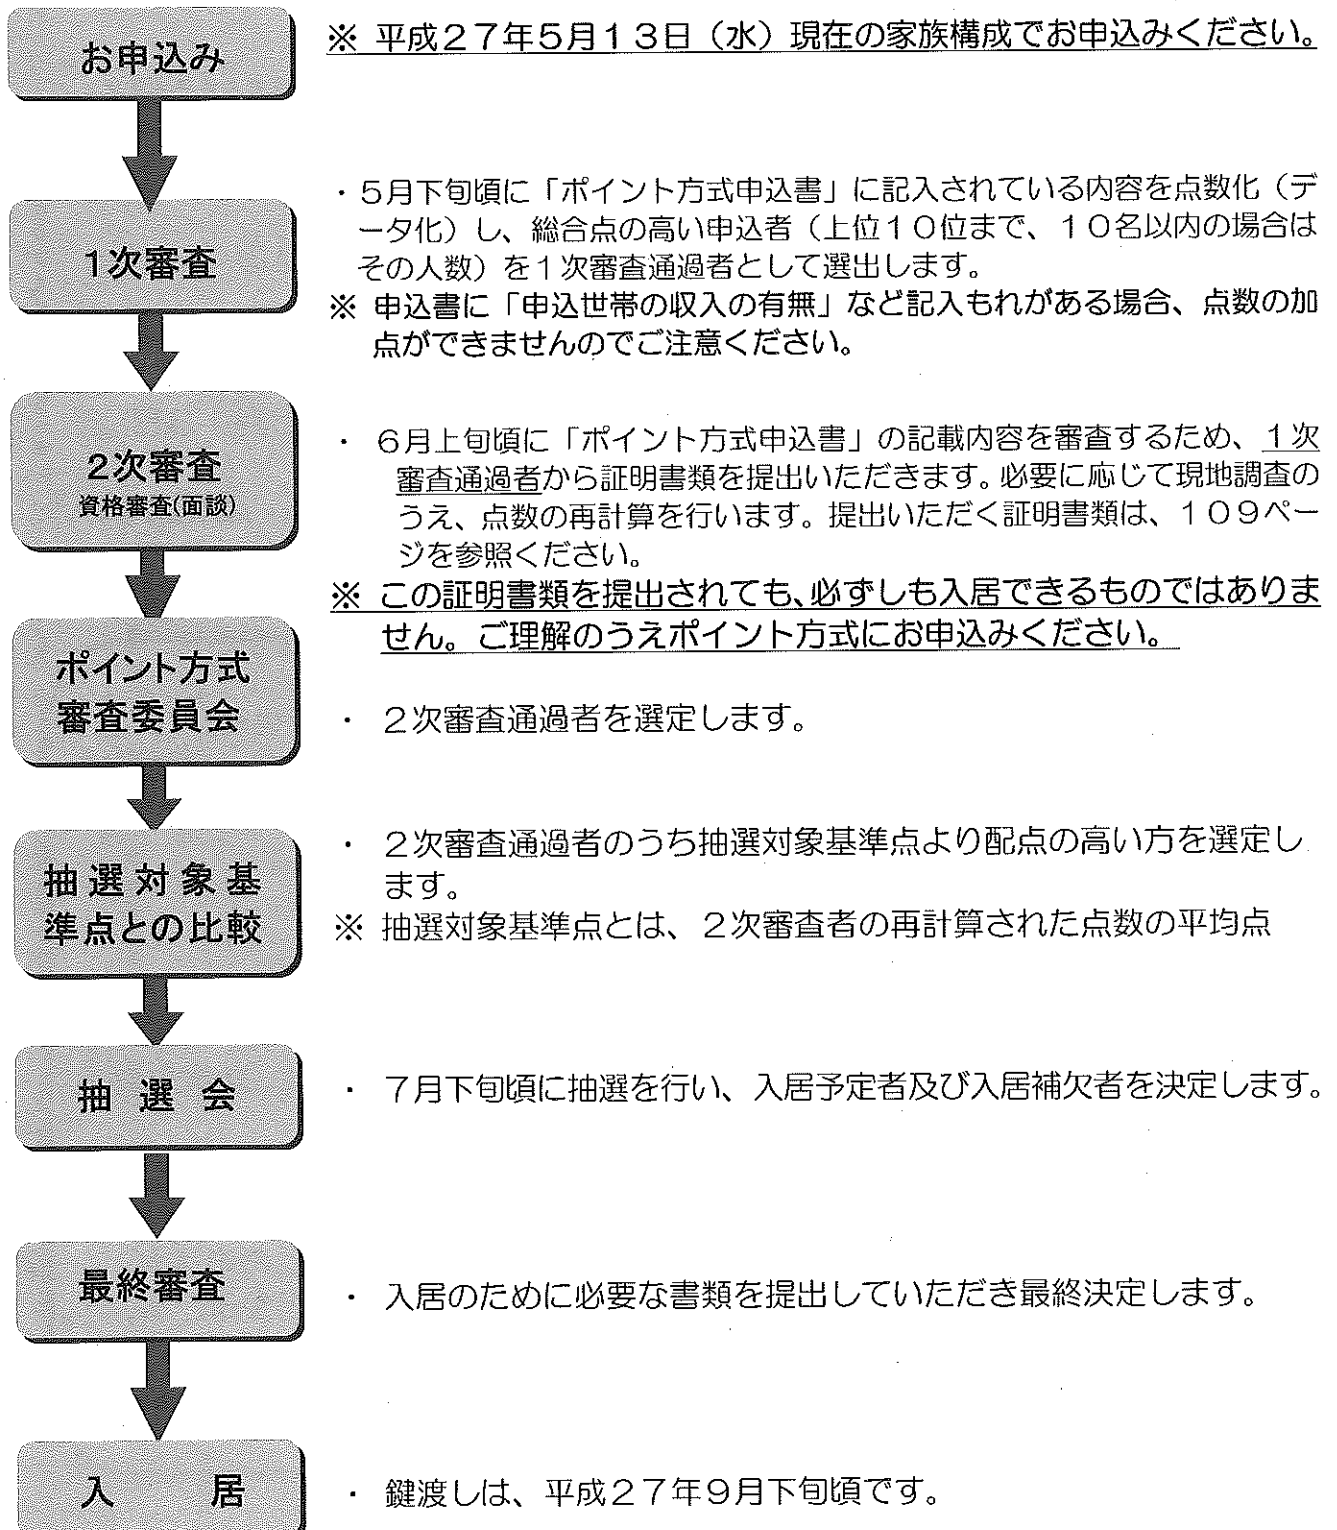 お申込み
※ 平成27年5月13日（水）現在の家族構成でお申込みください。
1次審査
・5月下旬頃に「ポイント方式申込書」に記入されている内容を点数化（デ
ータ化）し、総合点の高い申込者（上位10位まで、10名以内の場合は
その人数）を1次審査通過者として選出します。
※ 申込書に「申込世帯の収入の有無」など記入もれがある場合、点数の加
点ができませんのでご注意ください。
2次審査
資格審査(面談)
・ 6月上旬頃に「ポイント方式申込書」の記載内容を審査するため、1次
審査通過者から証明書類を提出いただきます。必要に応じて現地調査の
うえ、点数の再計算を行います。提出いただく証明書類は、109ペー
ジを参照ください。
※ この証明書類を提出されても、必ずしも入居できるものではありま
せん。ご理解のうえポイント方式にお申込みください。
ポイント方式
審査委員会
・ 2次審査通過者を選定します。
抽選対象基
準点との比較
・ 2次審査通過者のうち抽選対象基準点より配点の高い方を選定し
ます。
※ 抽選対象基準点とは、2次審査者の再計算された点数の平均点
抽選会
・ 7月下旬頃に抽選を行い、入居予定者及び入居補欠者を決定します。
最終審査
・ 入居のために必要な書類を提出していただき最終決定します。
入居
・ 鍵渡しは、平成27年9月下旬頃です。